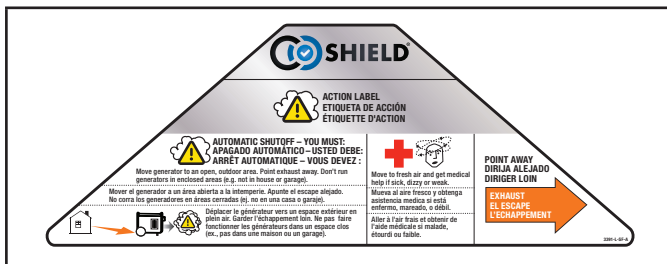 CO SHIELD®
ACTION LABEL
ETIQUETA DE ACCIÓN
ÉTIQUETTE D'ACTION
AUTOMATIC SHUTOFF – YOU MUST:
APAGADO AUTOMÁTICO – USTED DEBE:
ARRÊT AUTOMATIQUE – VOUS DEVEZ :
Move generator to an open, outdoor area. Point exhaust away. Don't run
generators in enclosed areas (e.g. not in house or garage).
Mover el generador a un área abierta a la intemperie. Apunte el escape alejado.
No corra los generadores en áreas cerradas (ej. no en una casa o garaje).
Déplacer le générateur vers un espace extérieur en
plein air. Garder l'échappement loin. Ne pas faire
fonctionner les générateurs dans un espace clos
(ex., pas dans une maison ou un garage).
Move to fresh air and get medical
help if sick, dizzy or weak.
Mueva al aire fresco y obtenga
asistencia medica si está
enfermo, mareado, o débil.
Aller à l'air frais et obtenir de
l'aide médicale si malade,
étourdi ou faible.
POINT AWAY
DIRIJA ALEJADO
DIRIGER LOIN
EXHAUST
EL ESCAPE
L'ECHAPPEMENT
3391-L-SF-A